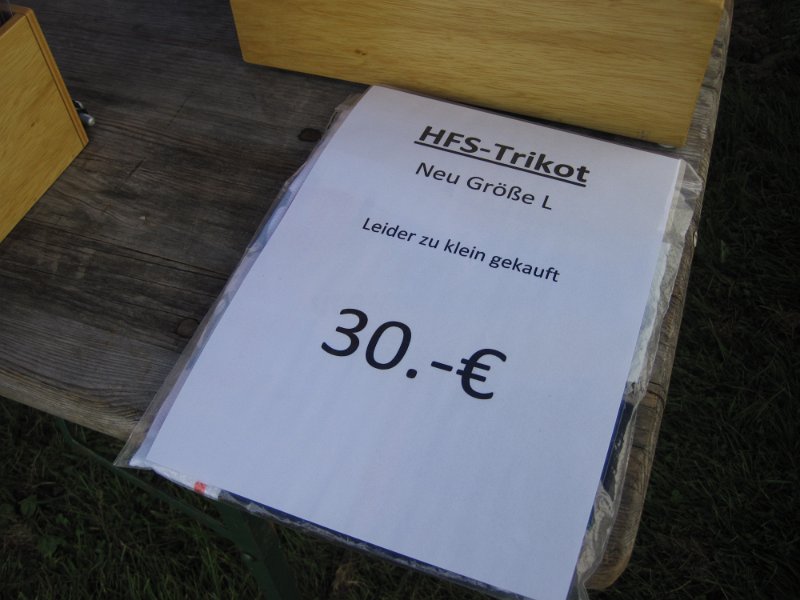 HFS-Trikot
Neu Größe L
Leider zu klein gekauft
30.-€